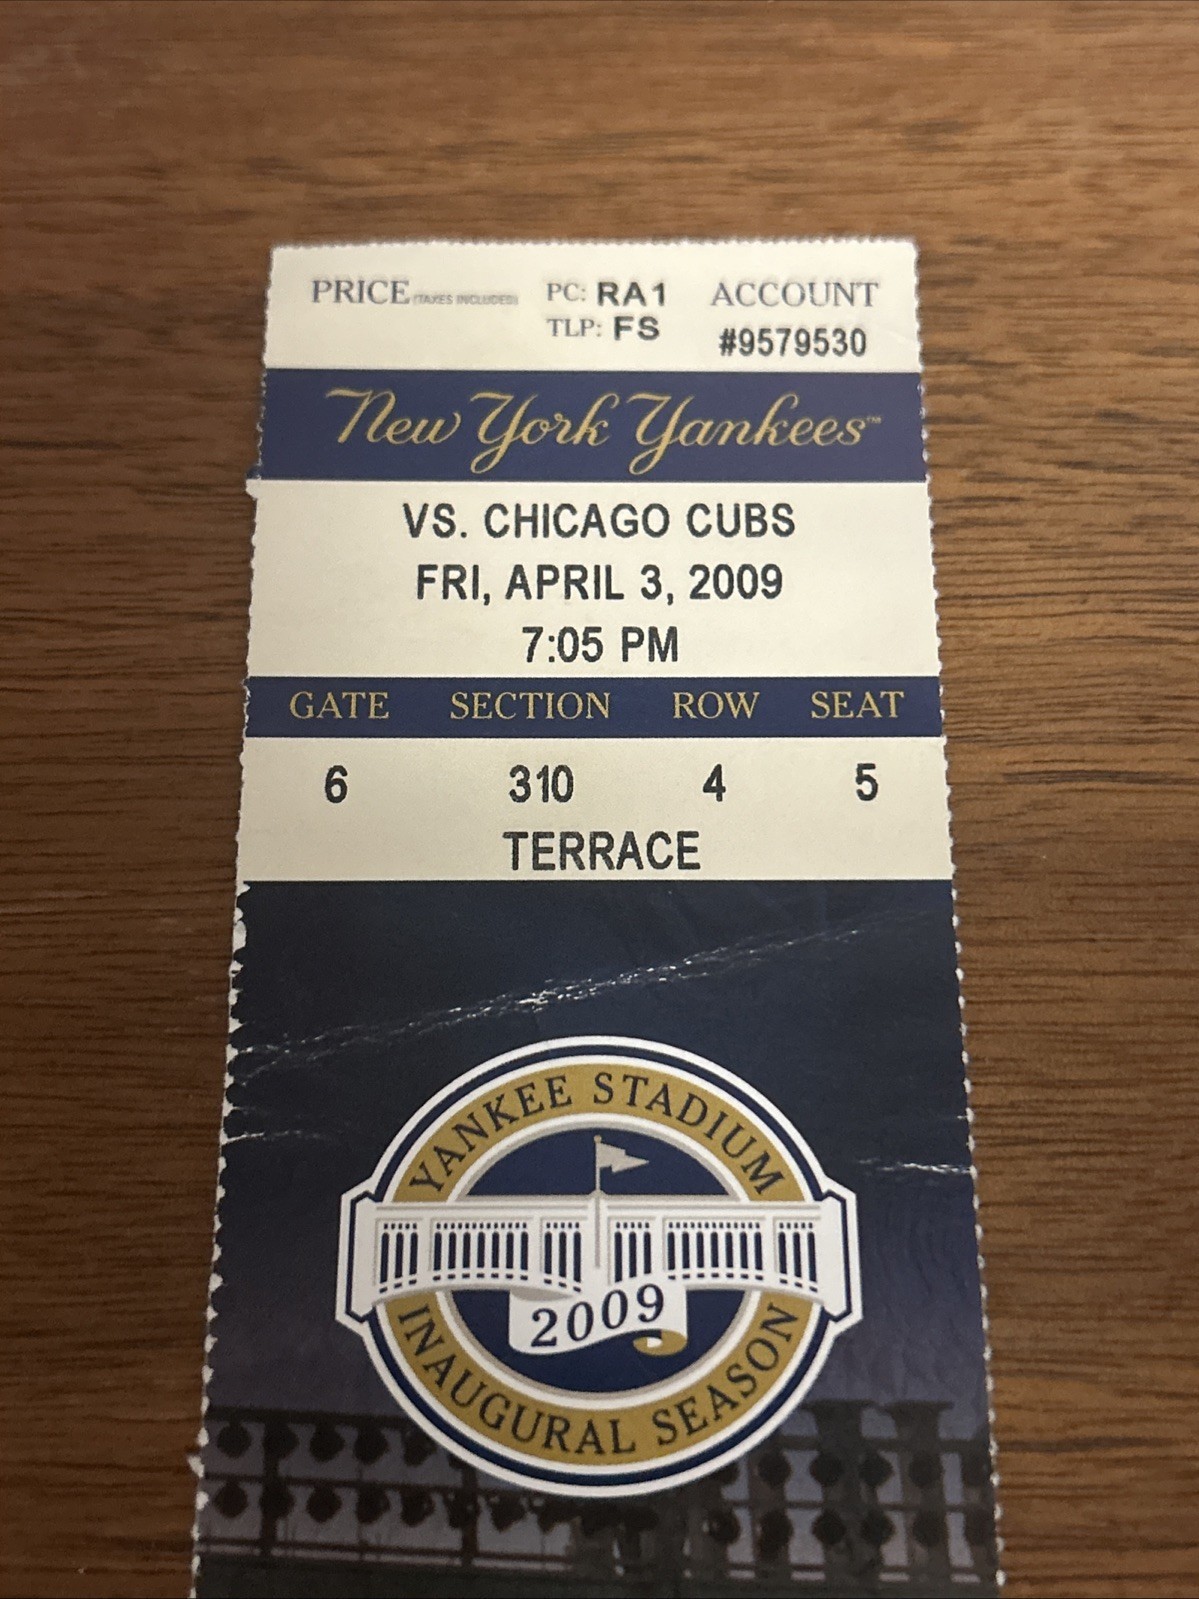 PRICE (TAXES INCLUDED) PC: RA1 ACCOUNT
TLP: FS #9579530
New York Yankees™
VS. CHICAGO CUBS
FRI, APRIL 3, 2009
7:05 PM
GATE SECTION ROW SEAT
6 310 4 5
TERRACE
YANKEE STADIUM
2009
INAUGURAL SEASON